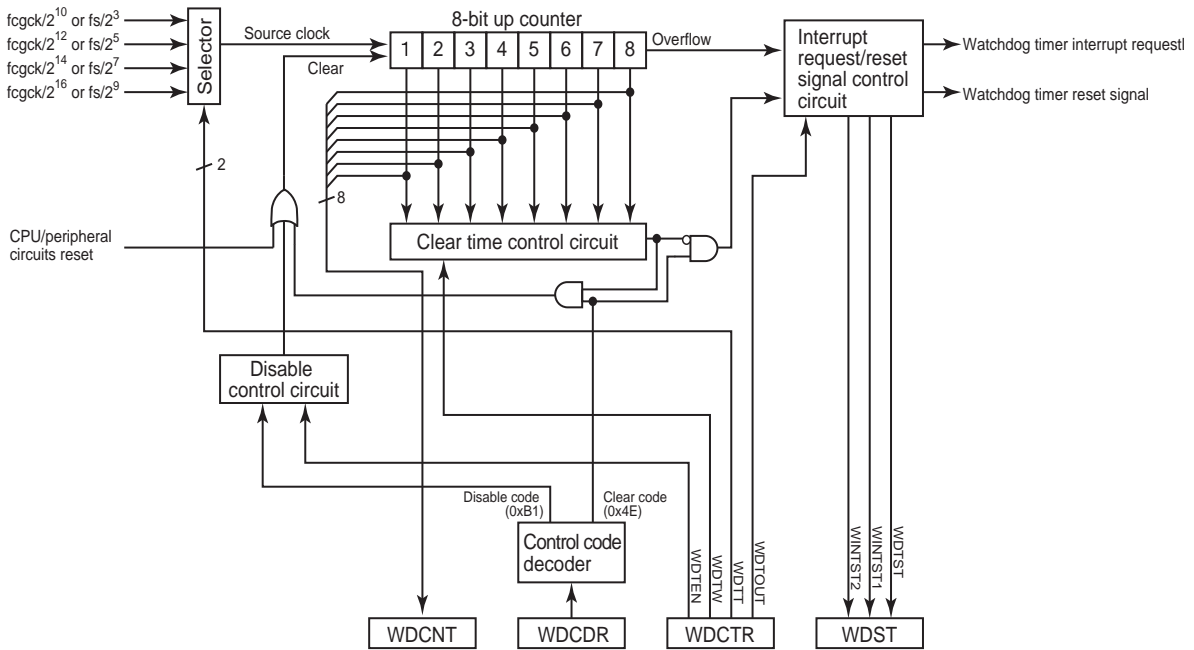 8-bit up counter
fcgck/2^10 or fs/2^3
fcgck/2^12 or fs/2^5
fcgck/2^14 or fs/2^7
fcgck/2^16 or fs/2^9
Selector
Source clock
Clear
1 2 3 4 5 6 7 8
Overflow
Interrupt
request/reset
signal control
circuit
Watchdog timer interrupt requestl
Watchdog timer reset signal
2
8
CPU/peripheral
circuits reset
Clear time control circuit
Disable
control circuit
Disable code
(0xB1)
Clear code
(0x4E)
Control code
decoder
WDTEN
WDTW
WDTT
WDTOUT
WINTST2
WINTST1
WDTST
WDCNT
WDCDR
WDCTR
WDST